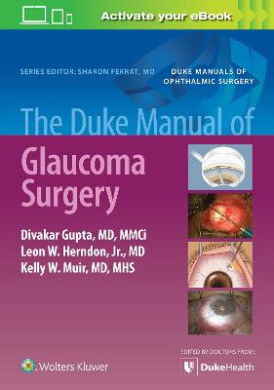 Activate your eBook
SERIES EDITOR: SHARON FEKRAT, MD
DUKE MANUALS OF
OPHTHALMIC SURGERY
The Duke Manual of
Glaucoma
Surgery
Divakar Gupta, MD, MMCi
Leon W. Herndon, Jr., MD
Kelly W. Muir, MD, MHS
EDITED BY DOCTORS FROM:
Wolters Kluwer
DukeHealth